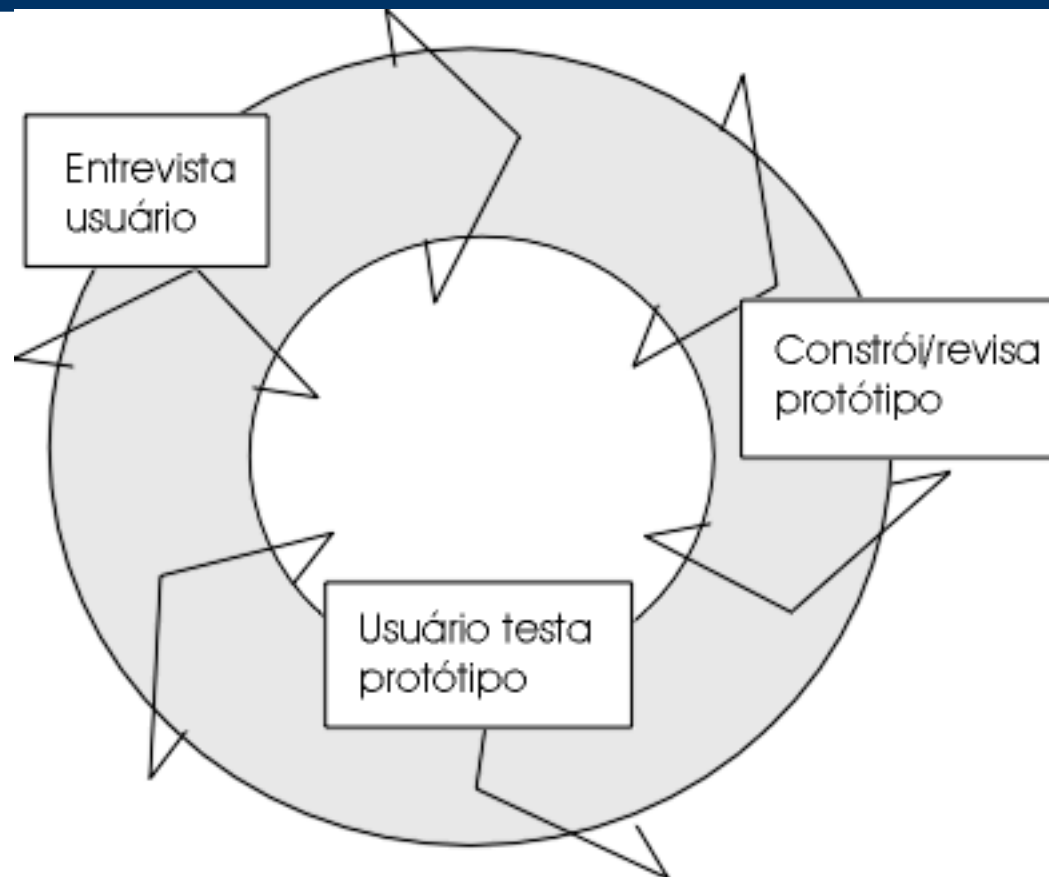 Entrevista
usuário
Constrói/revisa
protótipo
Usuário testa
protótipo